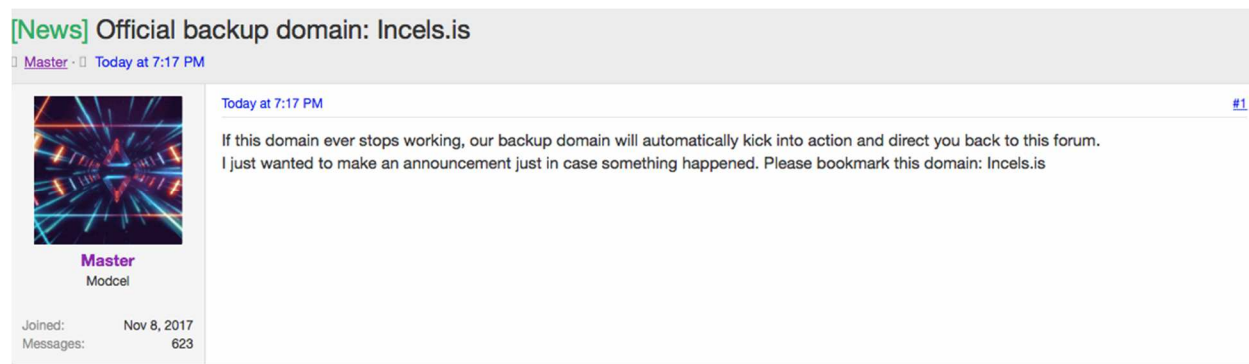 [News] Official backup domain: Incels.is
Master · Today at 7:17 PM
Today at 7:17 PM #1
If this domain ever stops working, our backup domain will automatically kick into action and direct you back to this forum.
I just wanted to make an announcement just in case something happened. Please bookmark this domain: Incels.is
Master
Modcel
Joined: Nov 8, 2017
Messages: 623